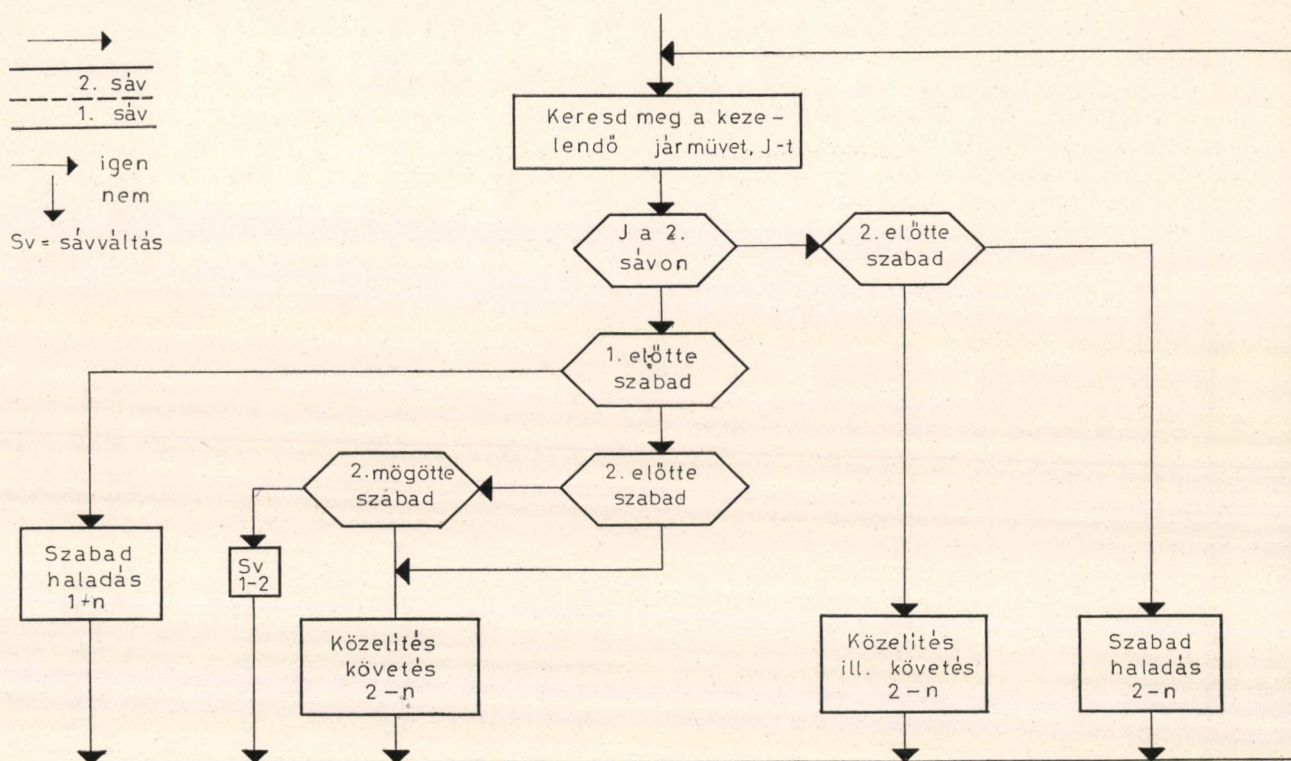 2. sáv
1. sáv
igen
nem
Sv = sávváltás
Keresd meg a keze-
lendő járművet, J-t
J a 2.
sávon
2. előtte
szabad
1. előtte
szabad
2. mögötte
szabad
2. előtte
szabad
Szabad
haladás
1-n
Sv
1-2
Közelítés
követés
2-n
Közelítés
ill. követés
2-n
Szabad
haladás
2-n